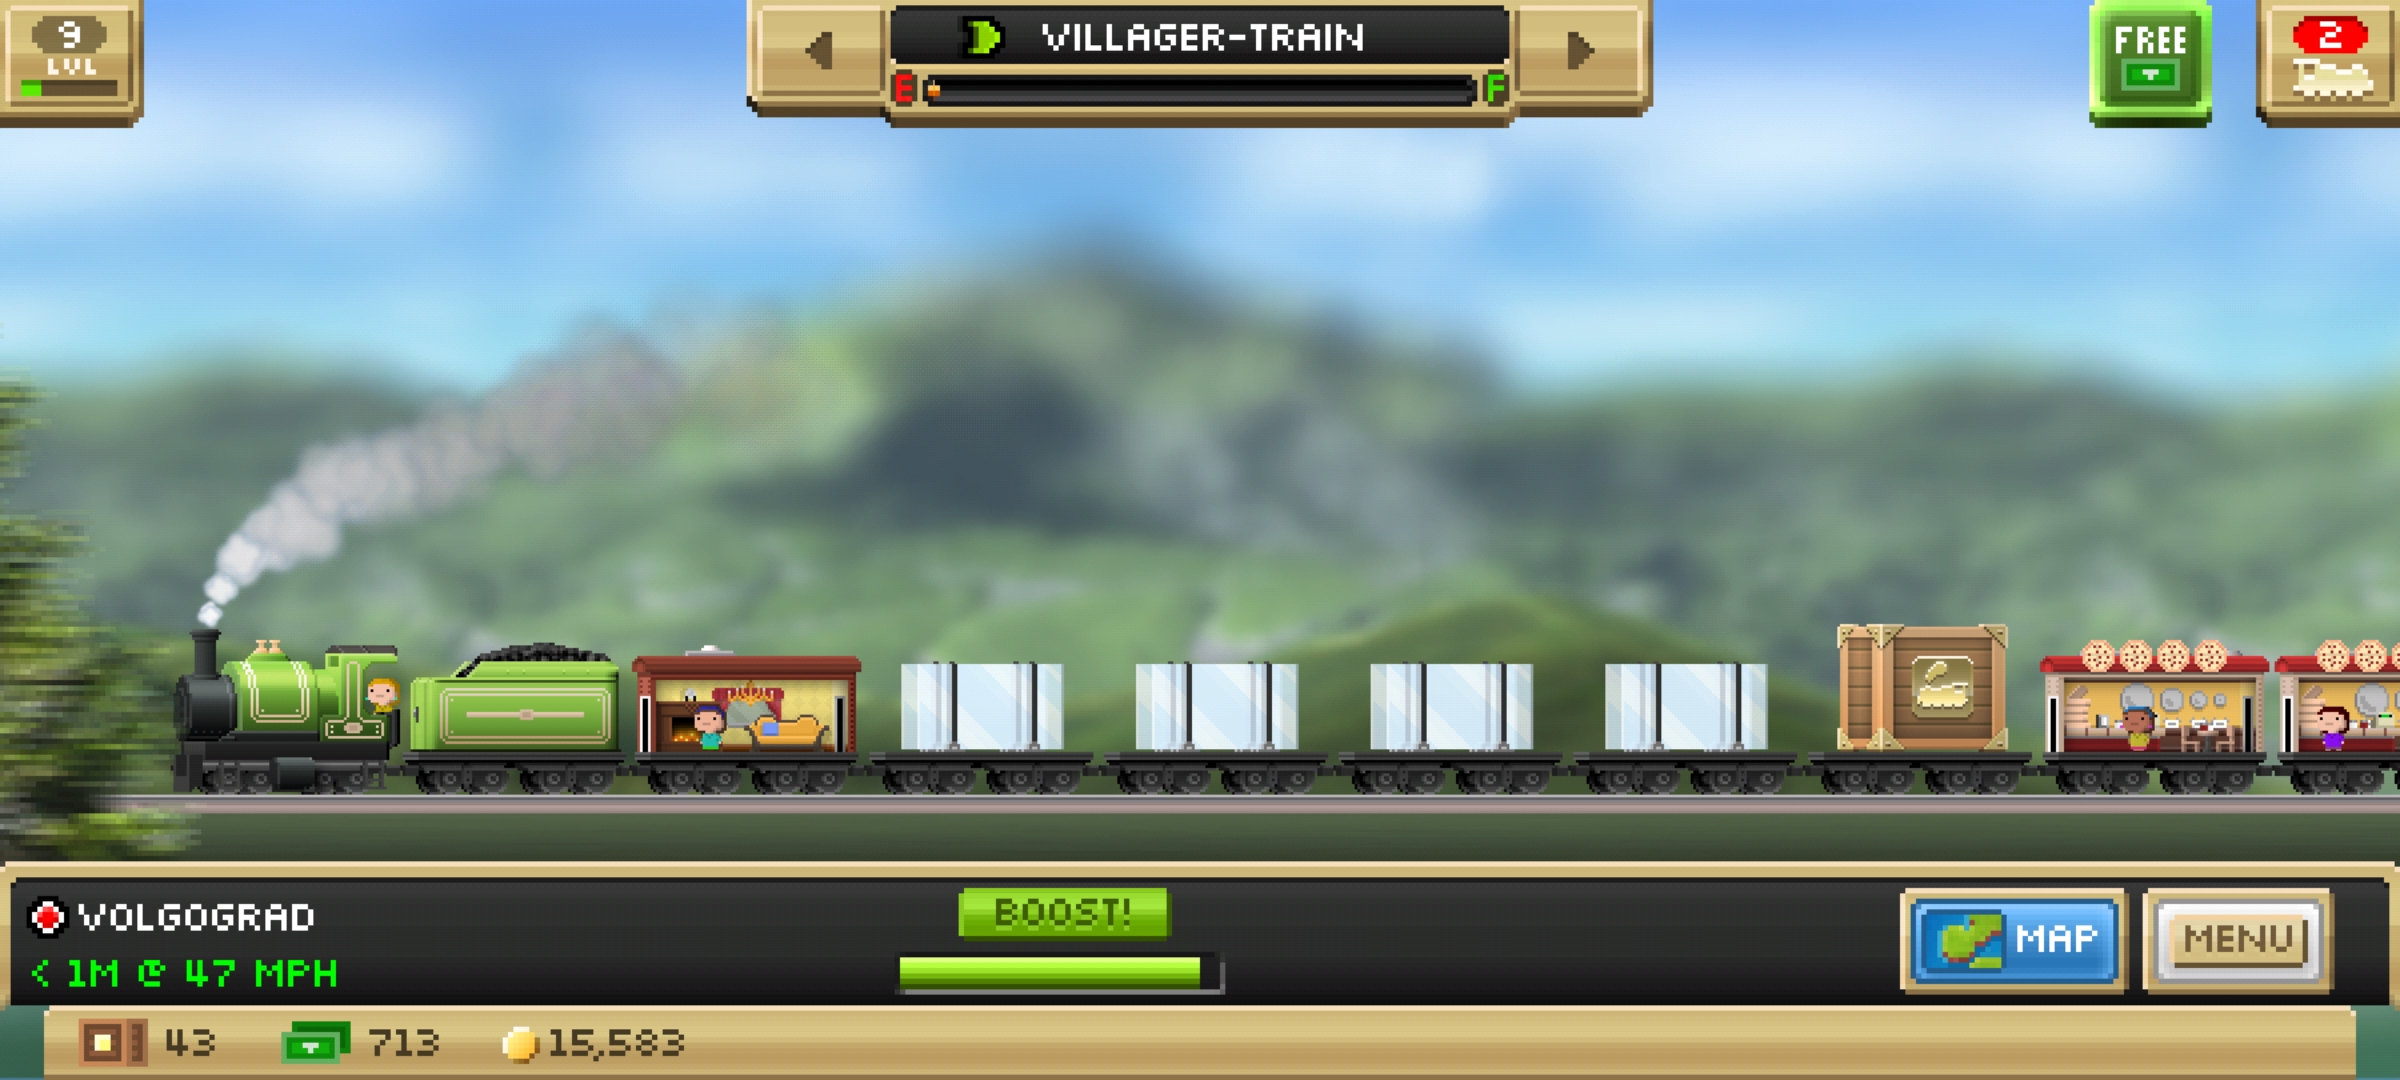 9
LVL
VILLAGER-TRAIN
E F
FREE
2
VOLGOGRAD
BOOST!
< 1M @ 47 MPH
MAP
MENU
43
713
15,583